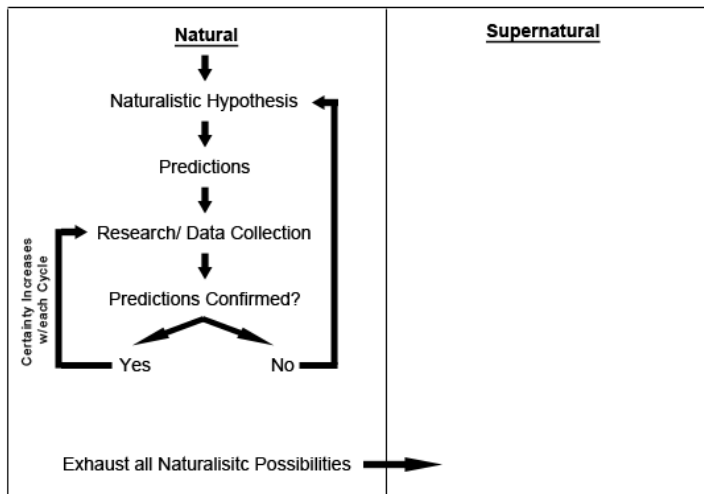 Natural
Supernatural
Naturalistic Hypothesis
Predictions
Research/ Data Collection
Predictions Confirmed?
Certainty Increases
w/each Cycle
Yes
No
Exhaust all Naturalisitc Possibilities